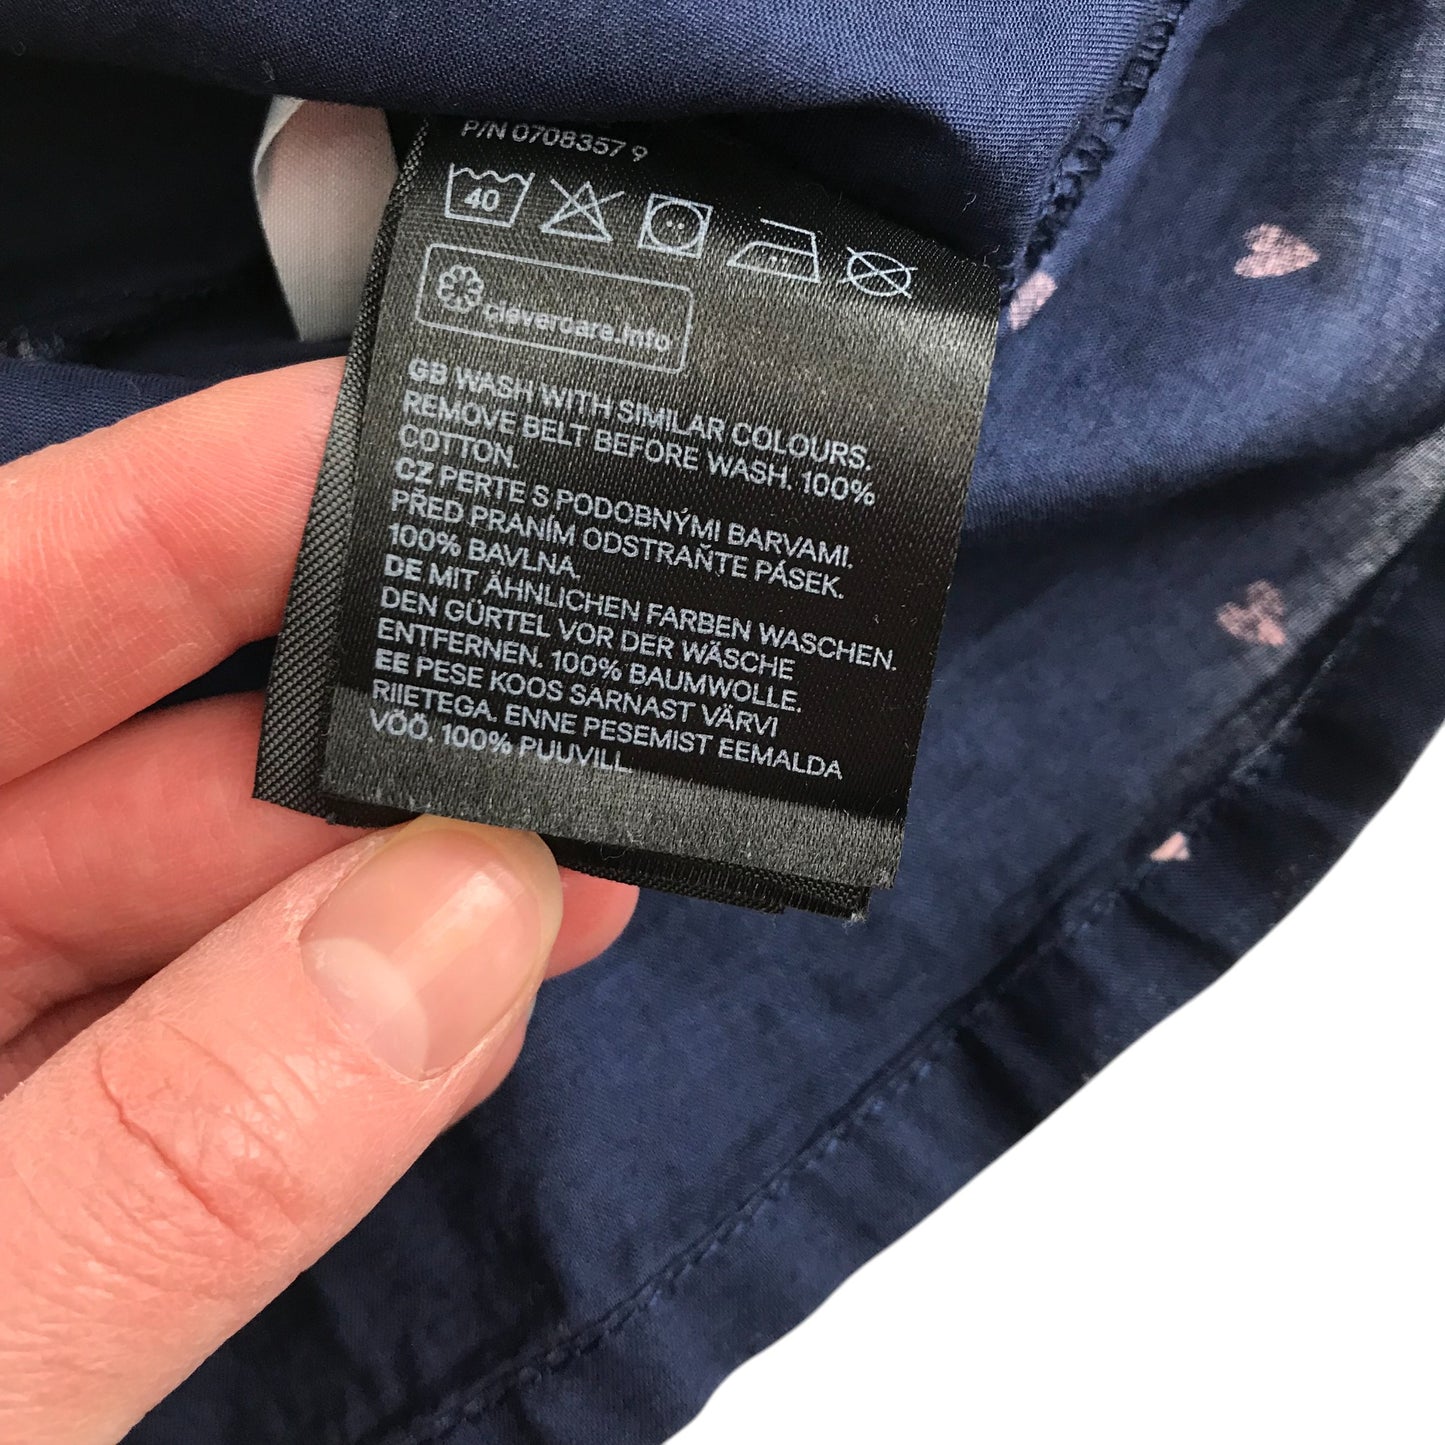 P/N 0708357 9
40
clevercare.info
GB WASH WITH SIMILAR COLOURS.
REMOVE BELT BEFORE WASH. 100%
COTTON.
CZ PERTE S PODOBNÝMI BARVAMI.
PŘED PRANÍM ODSTRAŇTE PÁSEK.
100% BAVLNA.
DE MIT ÄHNLICHEN FARBEN WASCHEN.
DEN GÜRTEL VOR DER WÄSCHE
ENTFERNEN. 100% BAUMWOLLE.
EE PESE KOOS SARNAST VÄRVI
RIIETEGA. ENNE PESEMIST EEMALDA
VÖÖ. 100% PUUVILL.